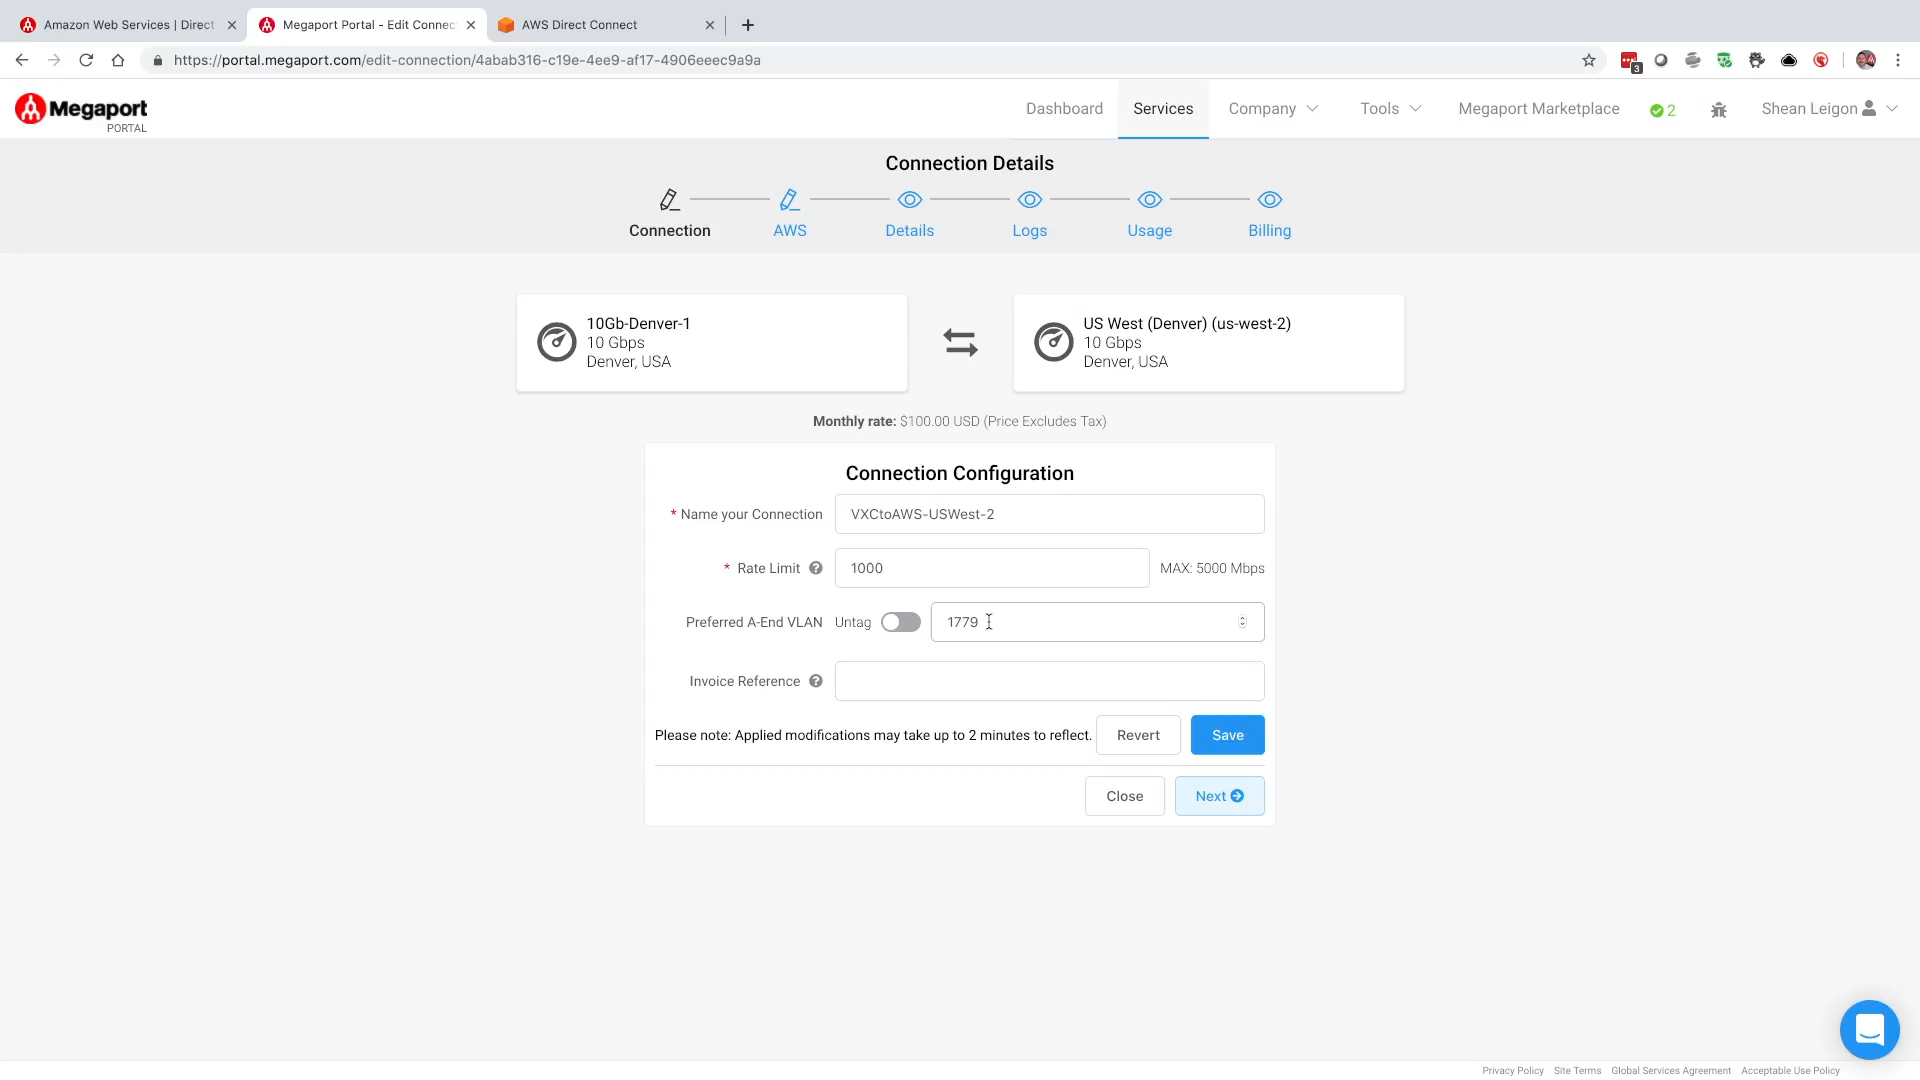 Amazon Web Services | Direct
Megaport Portal - Edit Connec
AWS Direct Connect
https://portal.megaport.com/edit-connection/4abab316-c19e-4ee9-af17-4906eeec9a9a
3
Megaport
PORTAL
Dashboard
Services
Company
Tools
Megaport Marketplace
2
Shean Leigon
Connection Details
Connection
AWS
Details
Logs
Usage
Billing
10Gb-Denver-1
10 Gbps
Denver, USA
US West (Denver) (us-west-2)
10 Gbps
Denver, USA
Monthly rate: $100.00 USD (Price Excludes Tax)
Connection Configuration
* Name your Connection
VXCtoAWS-USWest-2
* Rate Limit
1000
MAX: 5000 Mbps
Preferred A-End VLAN
Untag
1779
Invoice Reference
Please note: Applied modifications may take up to 2 minutes to reflect.
Revert
Save
Close
Next
Privacy Policy
Site Terms
Global Services Agreement
Acceptable Use Policy